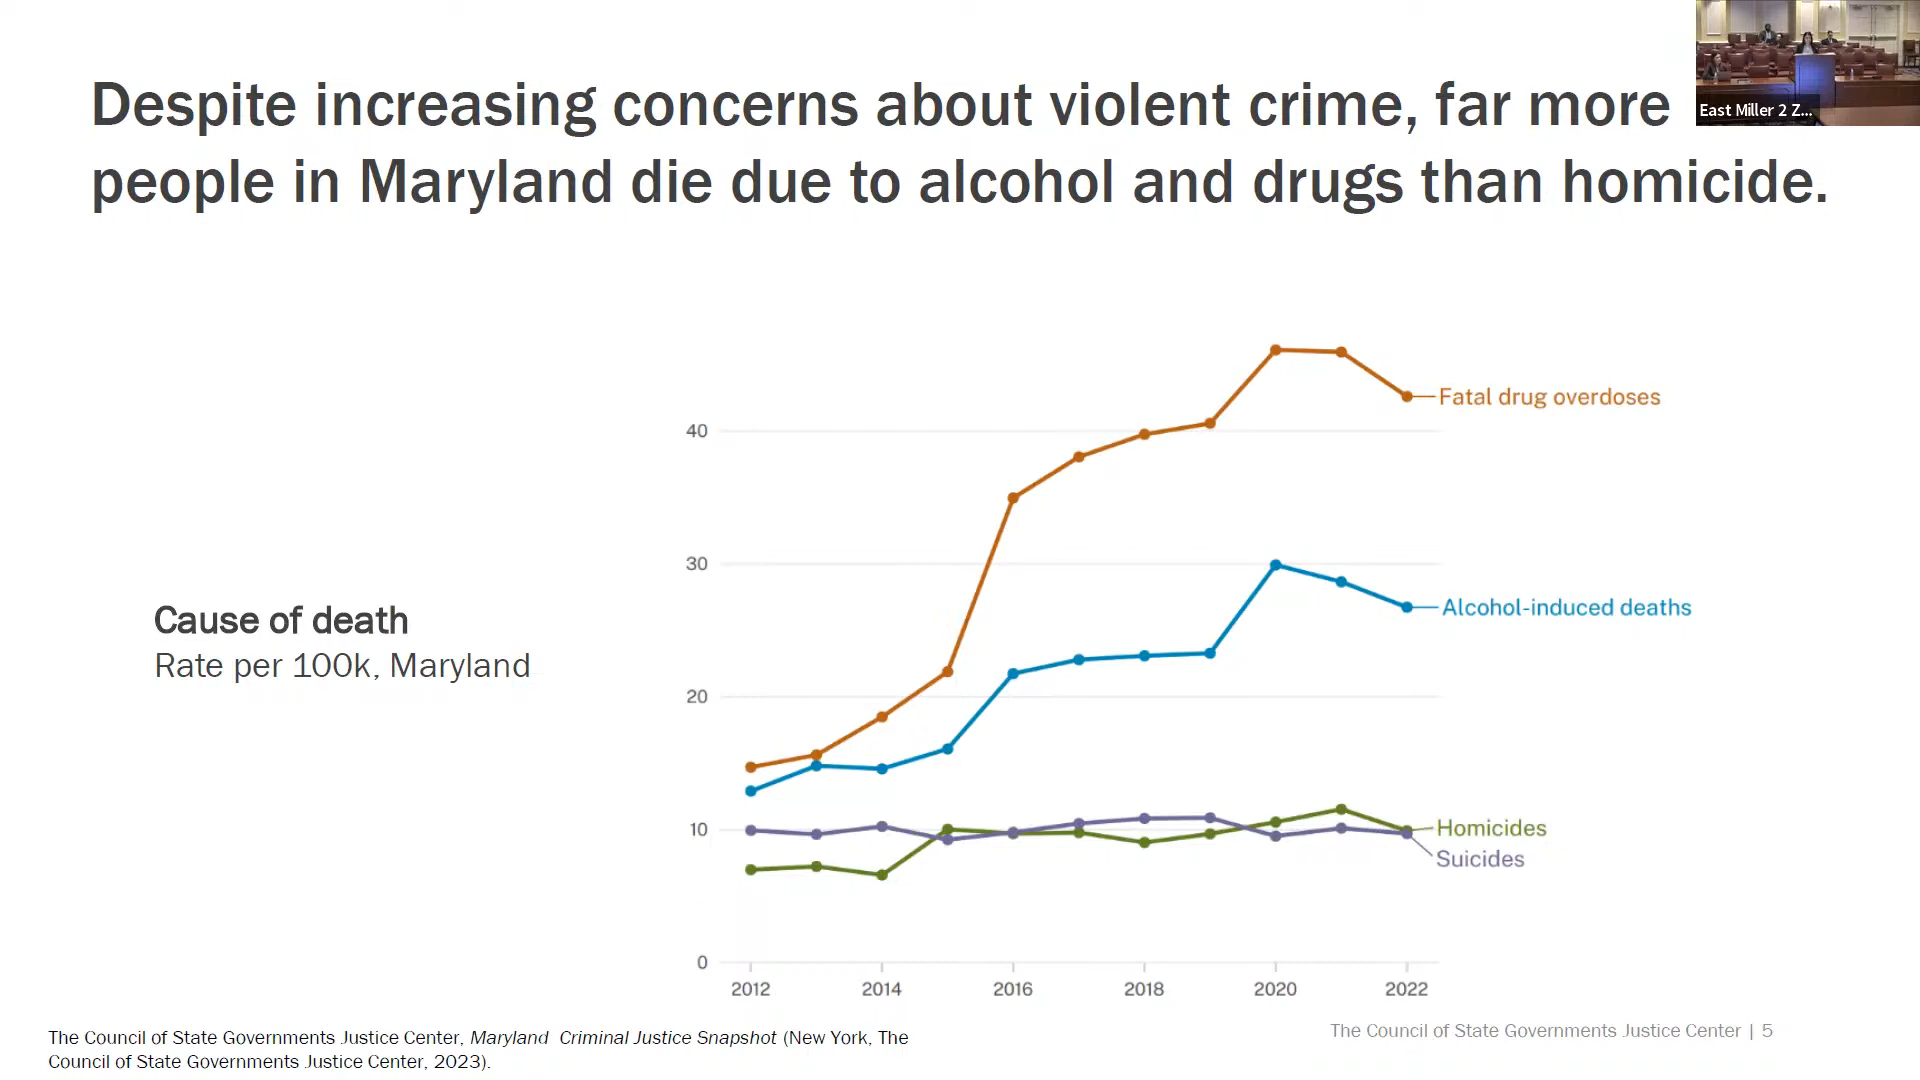 Despite increasing concerns about violent crime, far more
people in Maryland die due to alcohol and drugs than homicide.
East Miller 2 Z...
Cause of death
Rate per 100k, Maryland
40
30
20
10
0
Fatal drug overdoses
Alcohol-induced deaths
Homicides
Suicides
2012 2014 2016 2018 2020 2022
The Council of State Governments Justice Center, Maryland Criminal Justice Snapshot (New York, The
Council of State Governments Justice Center, 2023).
The Council of State Governments Justice Center | 5